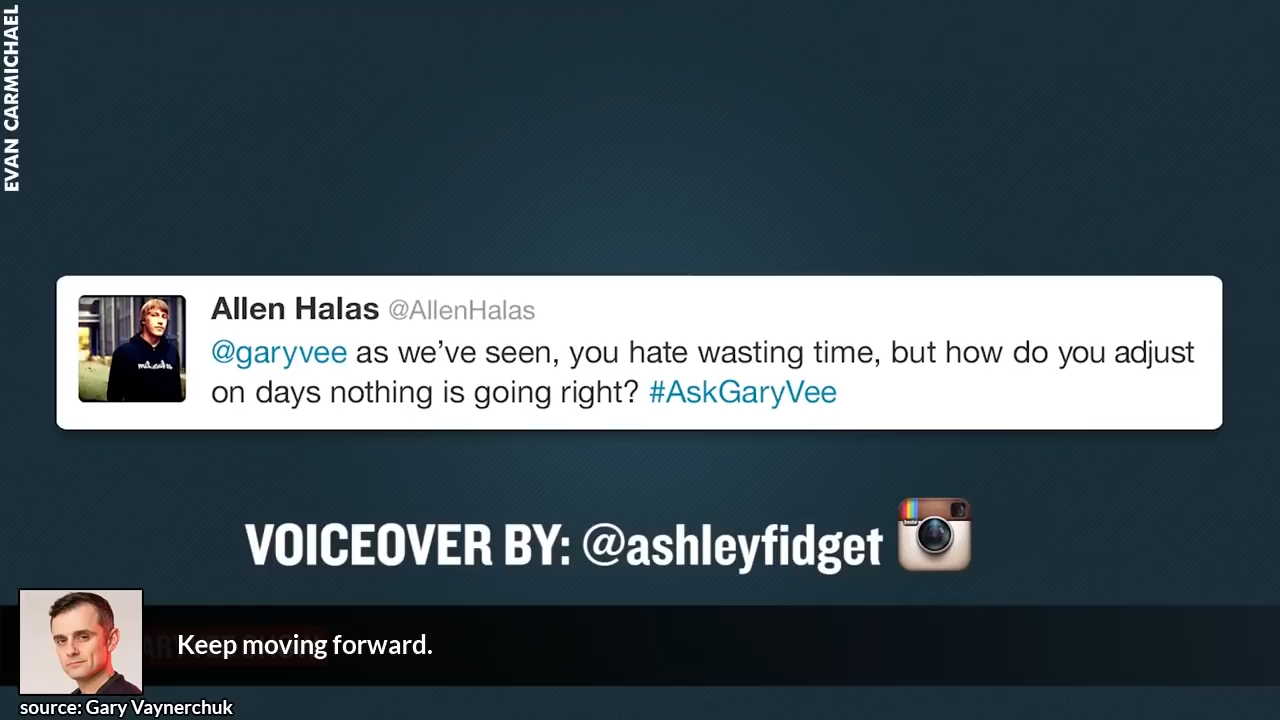 EVAN CARMICHAEL
Allen Halas @AllenHalas
@garyvee as we’ve seen, you hate wasting time, but how do you adjust
on days nothing is going right? #AskGaryVee
VOICEOVER BY: @ashleyfidget
Keep moving forward.
source: Gary Vaynerchuk